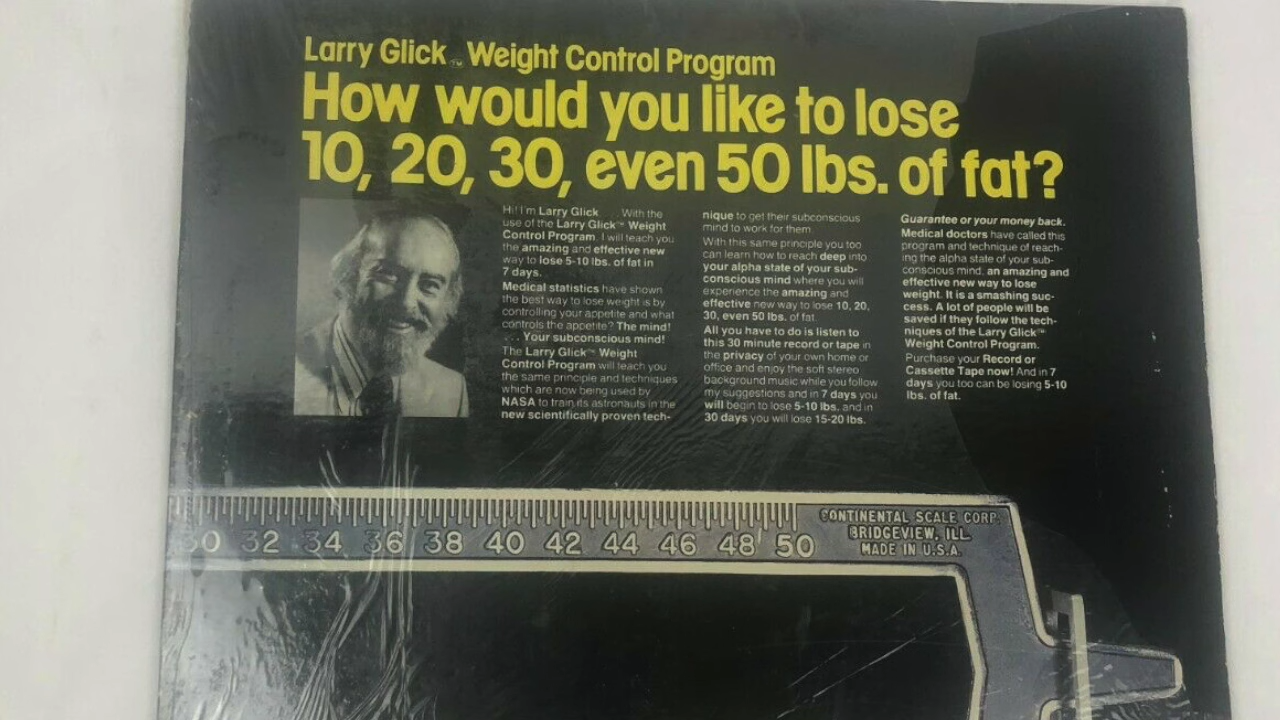 Larry Glick™ Weight Control Program
How would you like to lose
10, 20, 30, even 50 lbs. of fat?
Hi! I'm Larry Glick . . . With the
use of the Larry Glick™ Weight
Control Program, I will teach you
the amazing and effective new
way to lose 5-10 lbs. of fat in
7 days.
Medical statistics have shown
the best way to lose weight is by
controlling your appetite and what
controls the appetite? The mind!
. . . Your subconscious mind!
The Larry Glick™ Weight
Control Program will teach you
the same principle and techniques
which are now being used by
NASA to train its astronauts in the
new scientifically proven tech-
nique to get their subconscious
mind to work for them.
With this same principle you too
can learn how to reach deep into
your alpha state of your sub-
conscious mind where you will
experience the amazing and
effective new way to lose 10, 20,
30, even 50 lbs. of fat.
All you have to do is listen to
this 30 minute record or tape in
the privacy of your own home or
office and enjoy the soft stereo
background music while you follow
my suggestions and in 7 days you
will begin to lose 5-10 lbs. and in
30 days you will lose 15-20 lbs.
Guarantee or your money back.
Medical doctors have called this
program and technique of reach-
ing the alpha state of your sub-
conscious mind, an amazing and
effective new way to lose
weight. It is a smashing suc-
cess. A lot of people will be
saved if they follow the tech-
niques of the Larry Glick™
Weight Control Program.
Purchase your Record or
Cassette Tape now! And in 7
days you too can be losing 5-10
lbs. of fat.
30 32 34 36 38 40 42 44 46 48 50
CONTINENTAL SCALE CORP.
BRIDGEVIEW, ILL.
MADE IN U.S.A.